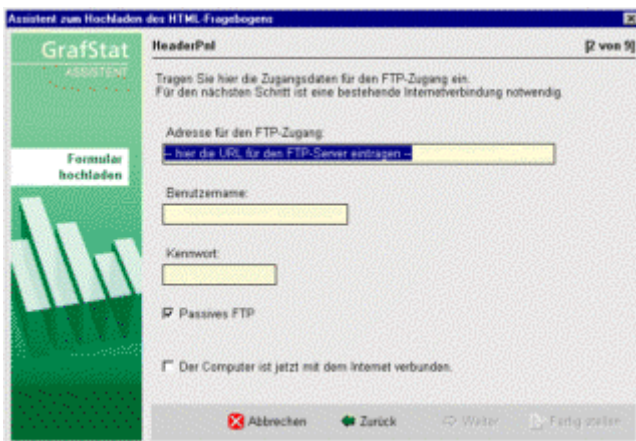 Assistent zum Hochladen des HTML-Fragebogens
GrafStat
ASSISTENT
Formular
hochladen
HeaderPnl
[2 von 9]
Tragen Sie hier die Zugangsdaten für den FTP-Zugang ein.
Für den nächsten Schritt ist eine bestehende Internetverbindung notwendig.
Adresse für den FTP-Zugang:
-- hier die URL für den FTP-Server eintragen --
Benutzername:
Kennwort:
Passives FTP
Der Computer ist jetzt mit dem Internet verbunden.
Abbrechen
Zurück
Weiter
Fertig stellen